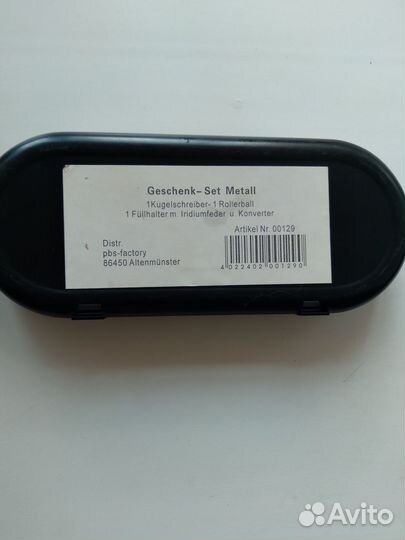 Geschenk- Set Metall
1Kugelschreiber- 1 Rollerball
1 Füllhalter m. Iridiumfeder u. Konverter
Artikel Nr. 00129
Distr.
pbs-factory
86450 Altenmünster
4 022402 001290
Avito